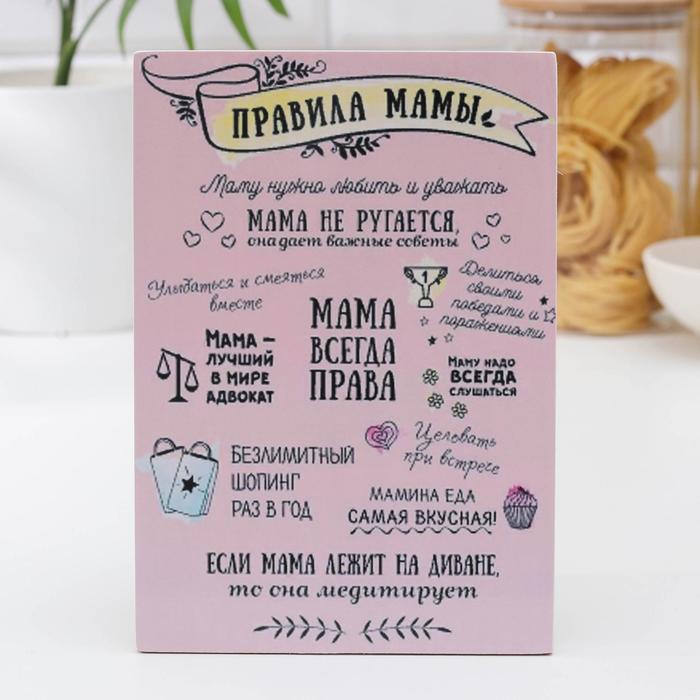 ПРАВИЛА МАМЫ
Маму нужно любить и уважать
МАМА НЕ РУГАЕТСЯ,
она дает важные советы
Улыбаться и смеяться
вместе
1
Делиться
своими
победами и
поражениями
МАМА
ВСЕГДА
ПРАВА
МАМА –
ЛУЧШИЙ
В МИРЕ
АДВОКАТ
МАМУ НАДО
ВСЕГДА
СЛУШАТЬСЯ
Целовать
при встрече
БЕЗЛИМИТНЫЙ
ШОПИНГ
РАЗ В ГОД
МАМИНА ЕДА
САМАЯ ВКУСНАЯ!
ЕСЛИ МАМА ЛЕЖИТ НА ДИВАНЕ,
то она медитирует